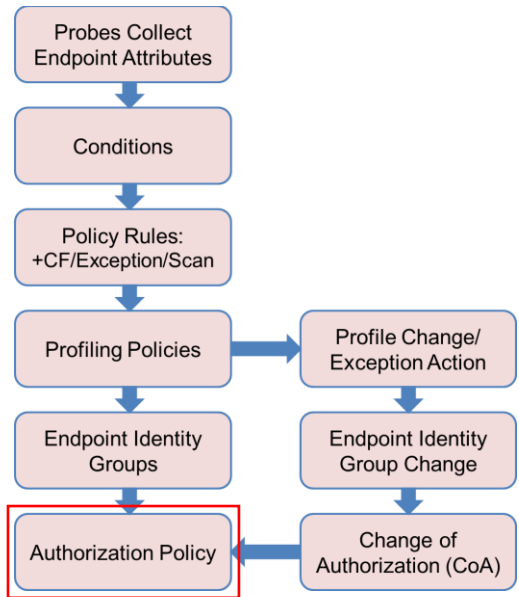 Probes Collect
Endpoint Attributes
Conditions
Policy Rules:
+CF/Exception/Scan
Profiling Policies
Profile Change/
Exception Action
Endpoint Identity
Groups
Endpoint Identity
Group Change
Authorization Policy
Change of
Authorization (CoA)